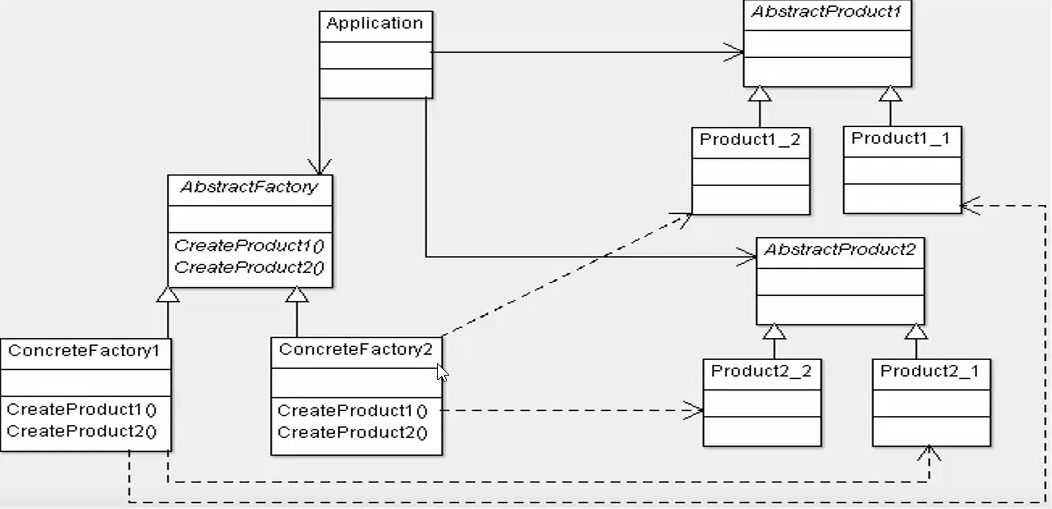 Application
AbstractProduct1
Product1_2
Product1_1
AbstractFactory
CreateProduct1()
CreateProduct2()
AbstractProduct2
ConcreteFactory1
CreateProduct1()
CreateProduct2()
ConcreteFactory2
CreateProduct1()
CreateProduct2()
Product2_2
Product2_1